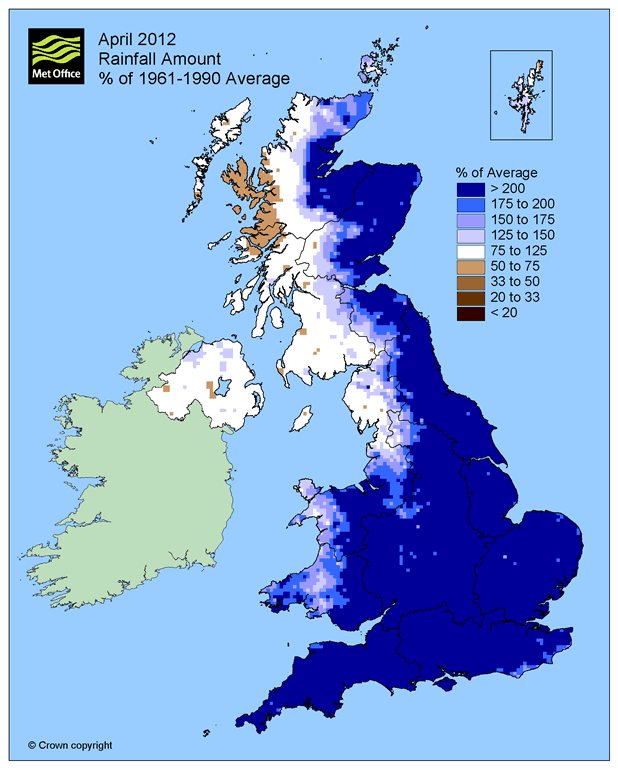 April 2012
Rainfall Amount
% of 1961-1990 Average
Met Office
% of Average
> 200
175 to 200
150 to 175
125 to 150
75 to 125
50 to 75
33 to 50
20 to 33
< 20
© Crown copyright